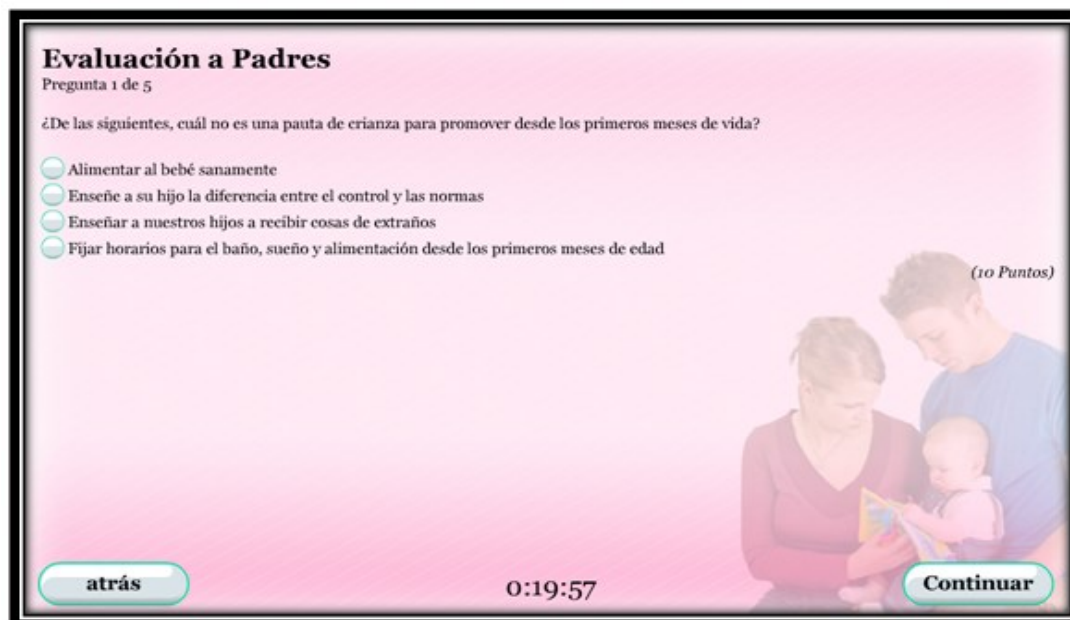 Evaluación a Padres
Pregunta 1 de 5
¿De las siguientes, cuál no es una pauta de crianza para promover desde los primeros meses de vida?
Alimentar al bebé sanamente
Enseñe a su hijo la diferencia entre el control y las normas
Enseñar a nuestros hijos a recibir cosas de extraños
Fijar horarios para el baño, sueño y alimentación desde los primeros meses de edad
(10 Puntos)
atrás
0:19:57
Continuar